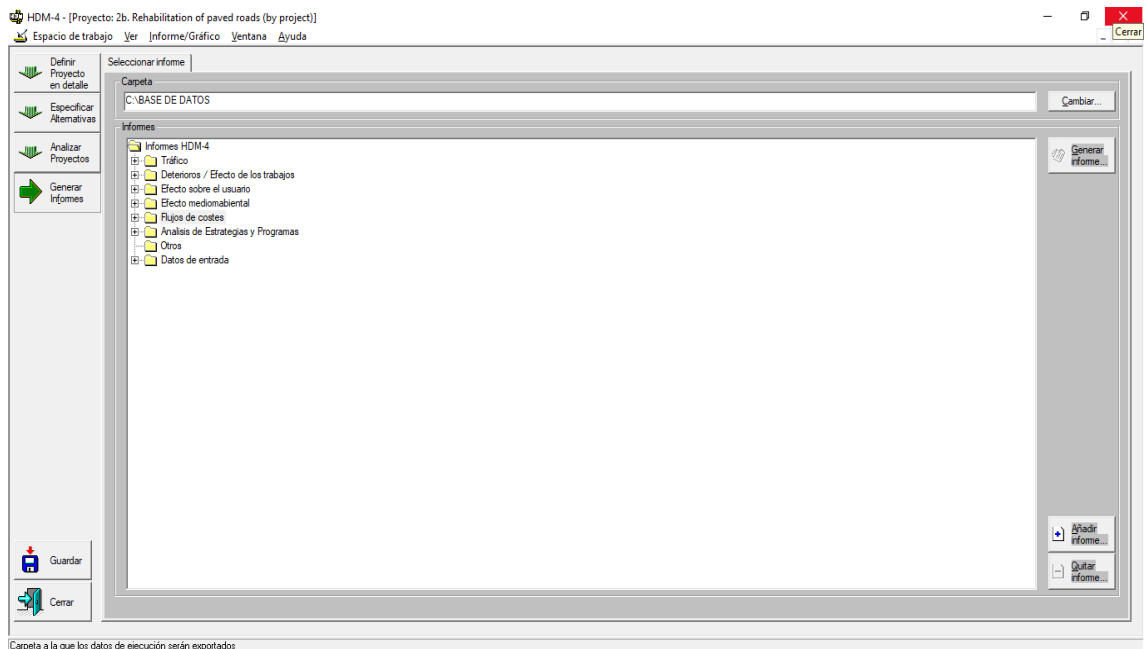 HDM-4 - [Proyecto: 2b. Rehabilitation of paved roads (by project)]
Cerrar
Espacio de trabajo Ver Informe/Gráfico Ventana Ayuda
Definir
Proyecto
en detalle
Especificar
Alternativas
Analizar
Proyectos
Generar
Informes
Guardar
Cerrar
Seleccionar informe
Carpeta
C:\BASE DE DATOS
Cambiar...
Informes
Informes HDM-4
Tráfico
Deterioros / Efecto de los trabajos
Efecto sobre el usuario
Efecto mediomabiental
Flujos de costes
Analisis de Estrategias y Programas
Otros
Datos de entrada
Generar
informe...
Añadir
informe...
Quitar
informe...
Carpeta a la que los datos de ejecución serán exportados